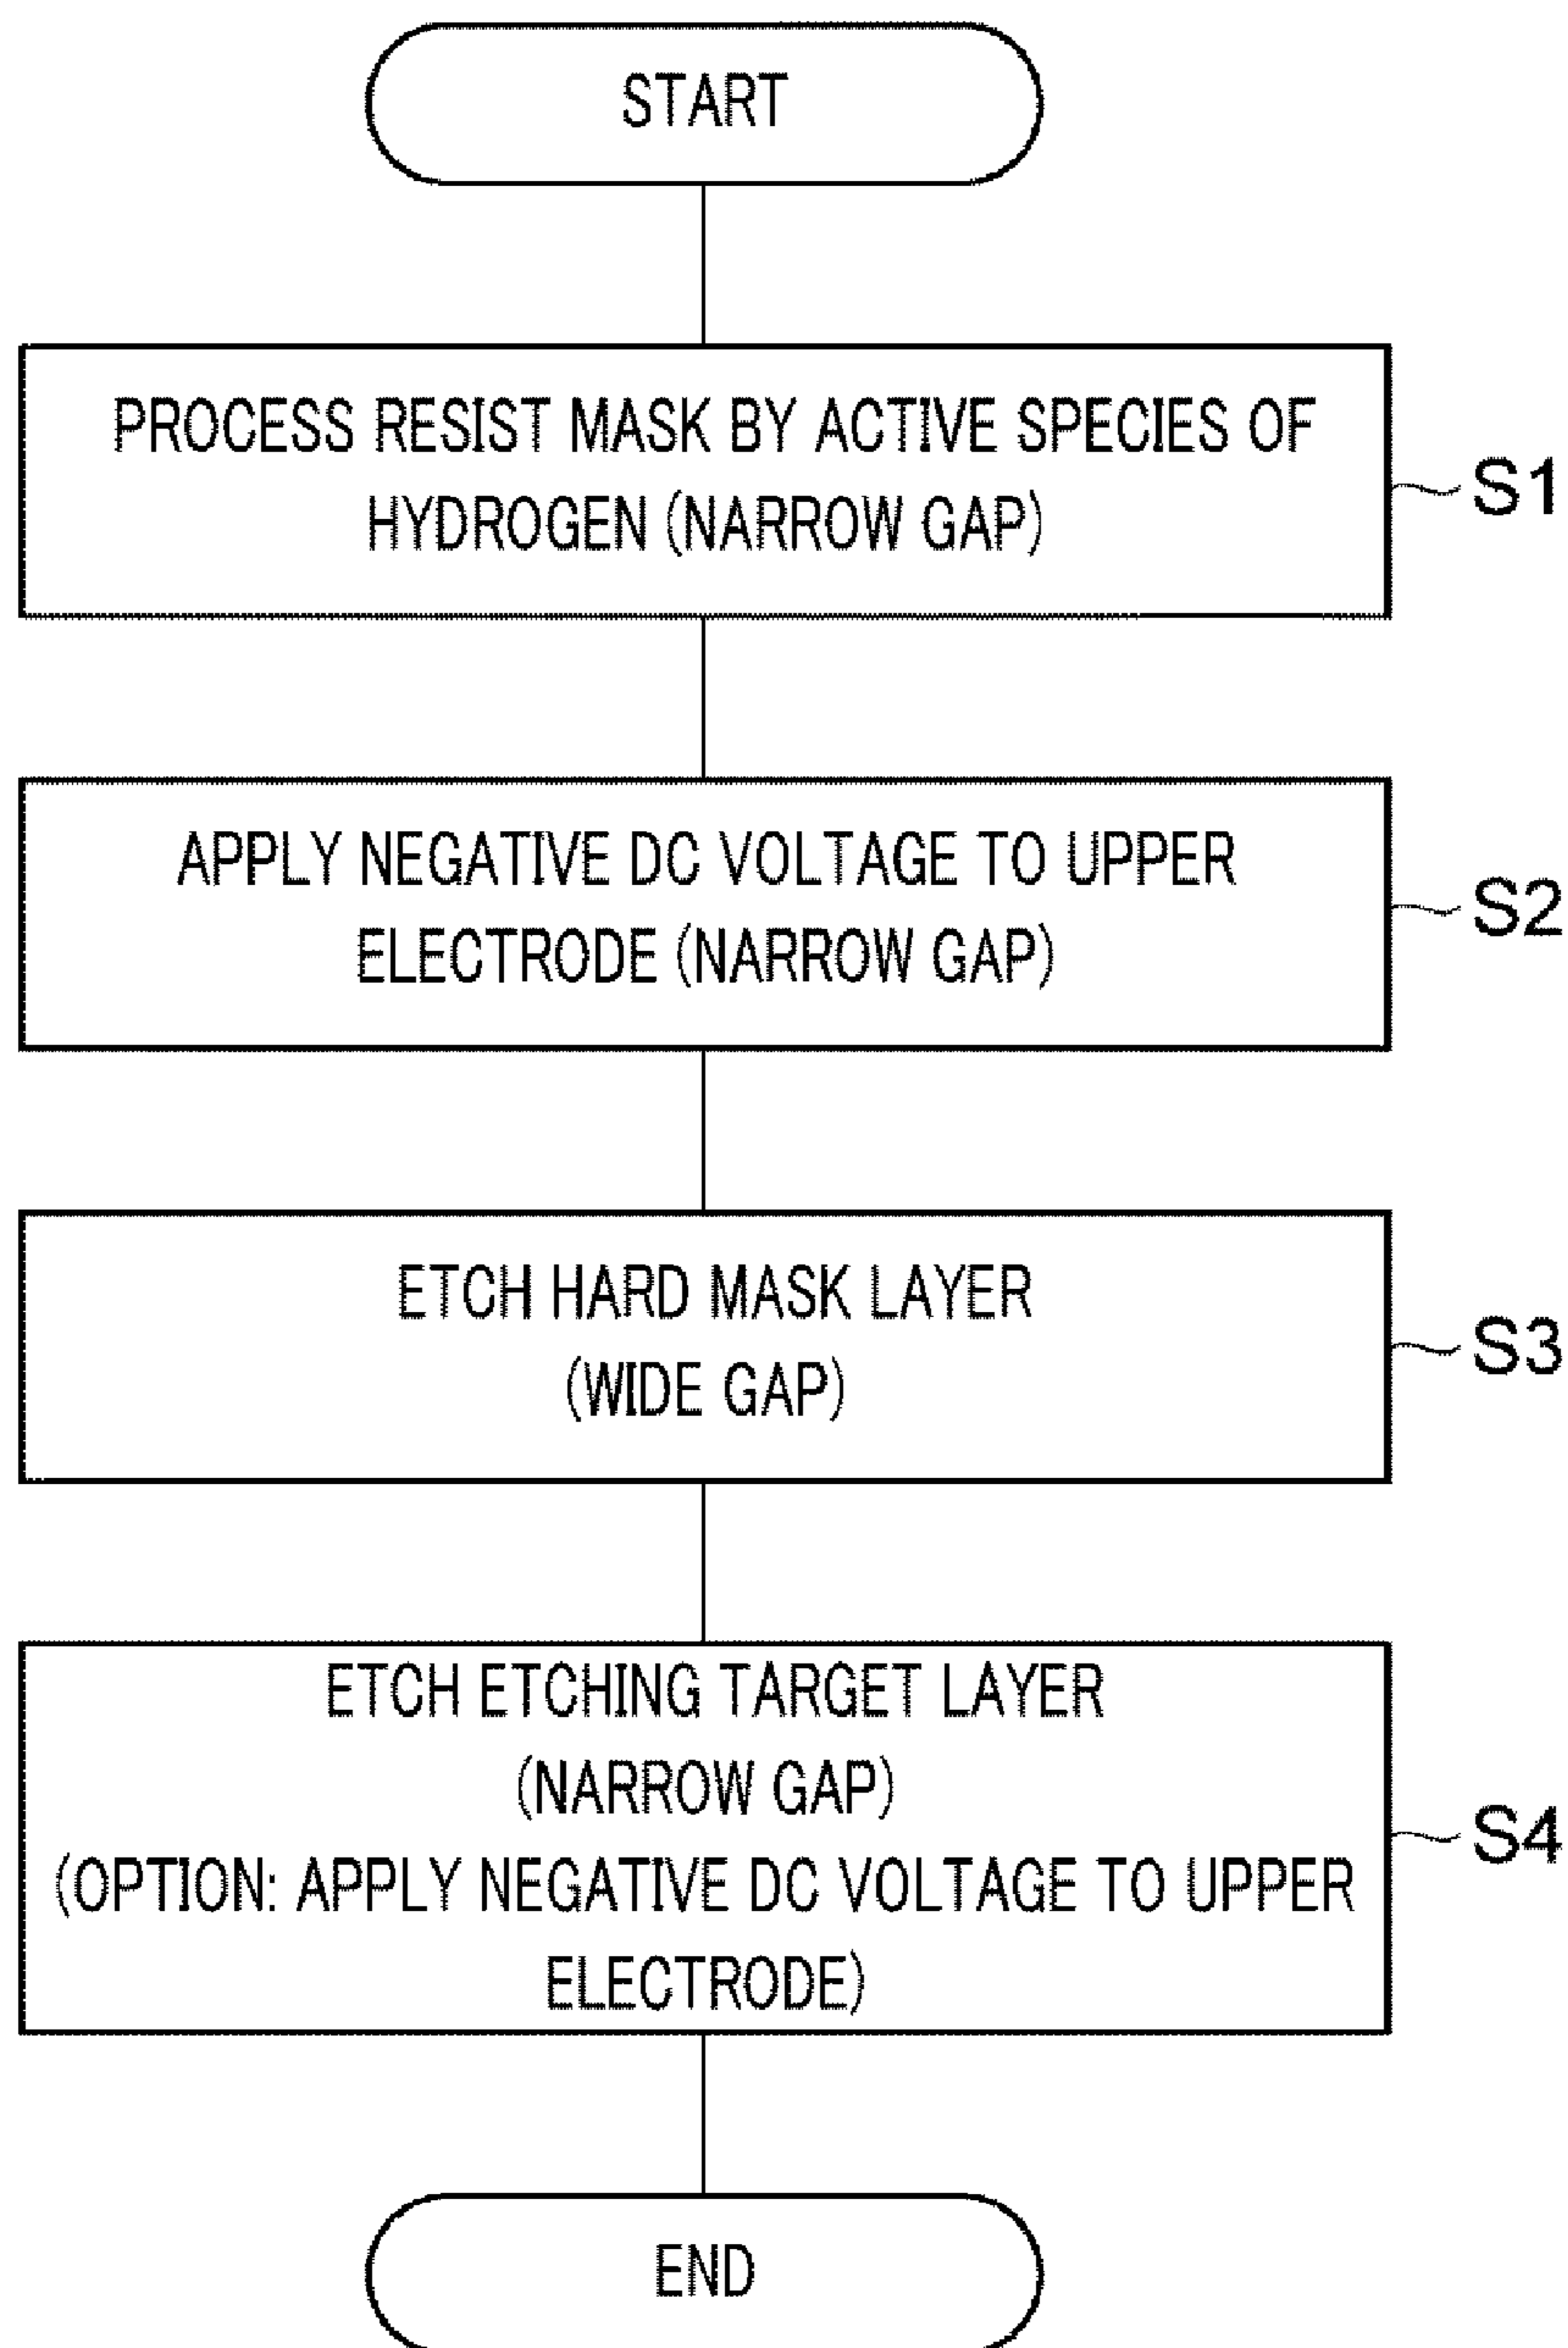 START
PROCESS RESIST MASK BY ACTIVE SPECIES OF
HYDROGEN (NARROW GAP)
S1
APPLY NEGATIVE DC VOLTAGE TO UPPER
ELECTRODE (NARROW GAP)
S2
ETCH HARD MASK LAYER
(WIDE GAP)
S3
ETCH ETCHING TARGET LAYER
(NARROW GAP)
(OPTION: APPLY NEGATIVE DC VOLTAGE TO UPPER
ELECTRODE)
S4
END